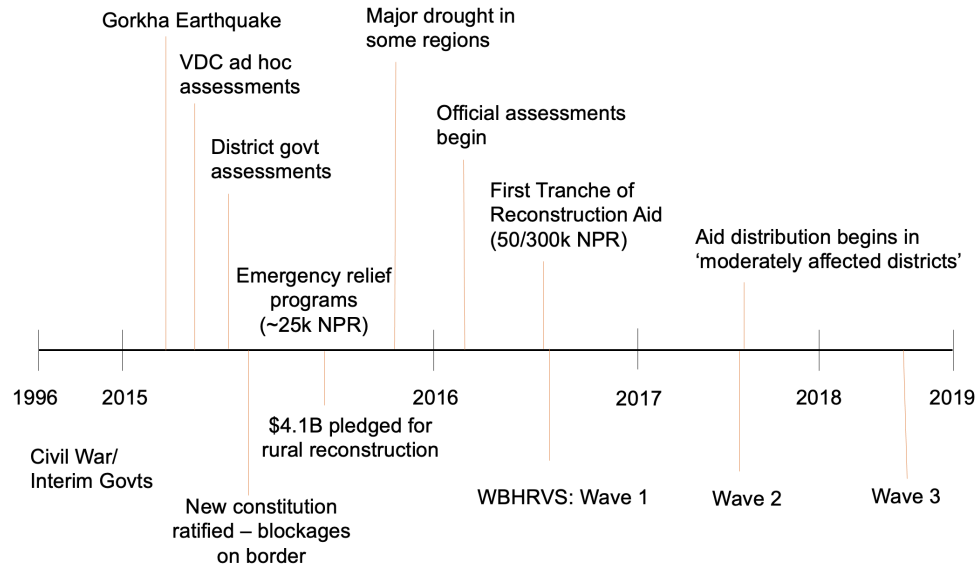 Gorkha Earthquake
VDC ad hoc
assessments
District govt
assessments
Emergency relief
programs
(~25k NPR)
Major drought in
some regions
Official assessments
begin
First Tranche of
Reconstruction Aid
(50/300k NPR)
Aid distribution begins in
‘moderately affected districts’
1996
2015
2016
2017
2018
2019
Civil War/
Interim Govts
New constitution
ratified – blockages
on border
$4.1B pledged for
rural reconstruction
WBHRVS: Wave 1
Wave 2
Wave 3